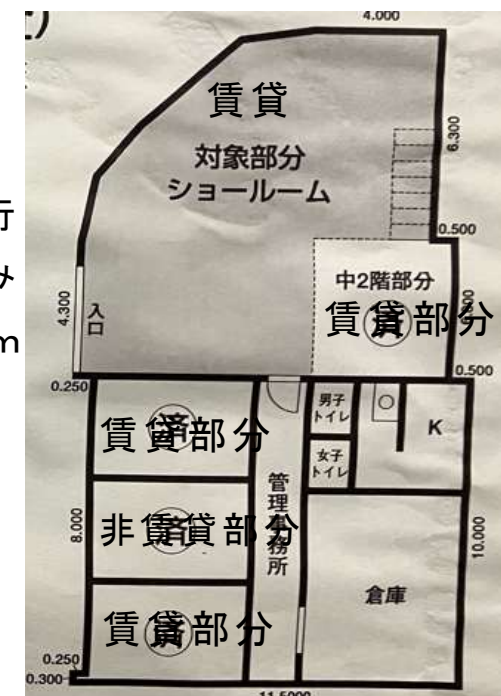 4.000
賃貸
対象部分
ショールーム
6.300
行
0.500
み
中2階部分
4.300
入口
賃貸部分
m
0.250
0.500
男子
トイレ
K
賃貸部分
女子
トイレ
管理事務所
8.000
非賃貸部分
10.000
倉庫
賃貸部分
0.250
0.300
11.5000